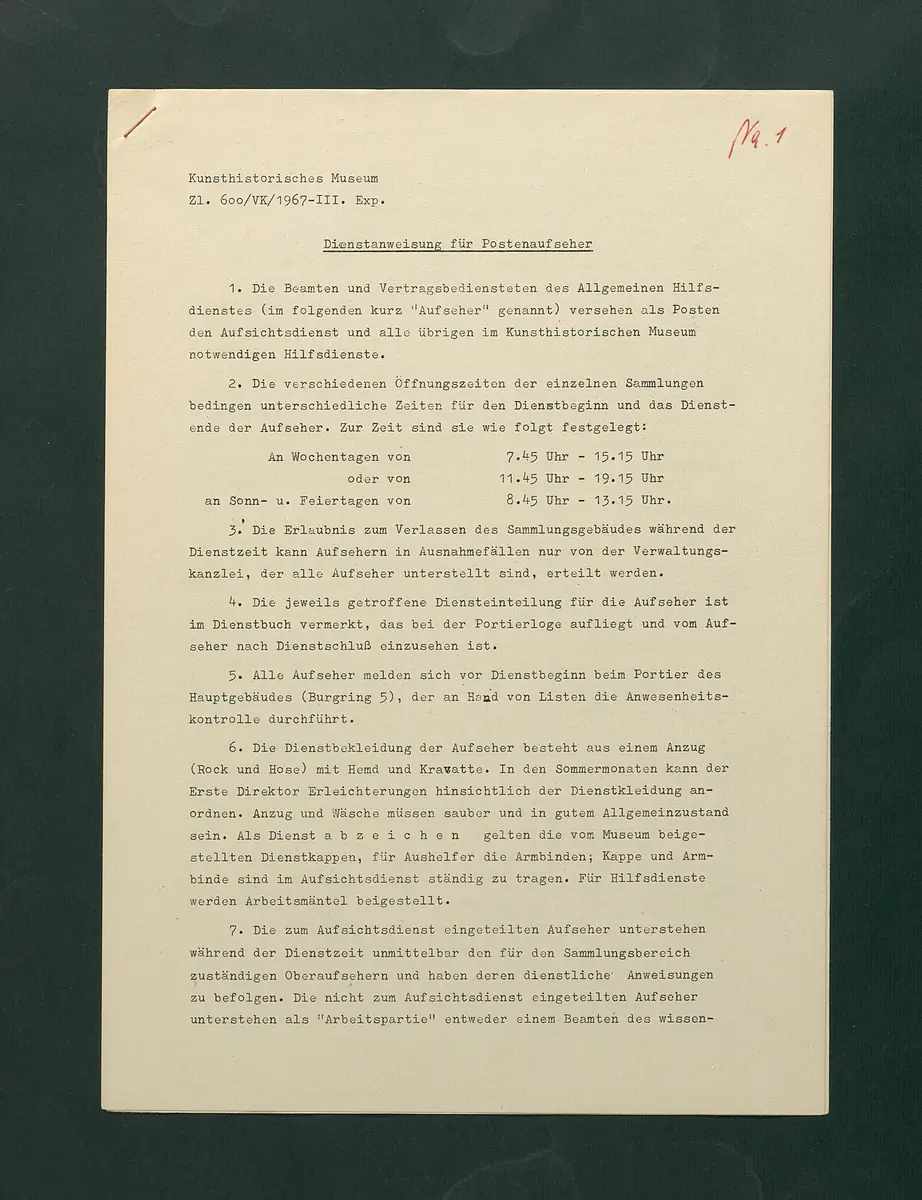 Na. 1
Kunsthistorisches Museum
Zl. 600/VK/1967-III. Exp.
Dienstanweisung für Postenaufseher
1. Die Beamten und Vertragsbediensteten des Allgemeinen Hilfs-
dienstes (im folgenden kurz "Aufseher" genannt) versehen als Posten
den Aufsichtsdienst und alle übrigen im Kunsthistorischen Museum
notwendigen Hilfsdienste.
2. Die verschiedenen Öffnungszeiten der einzelnen Sammlungen
bedingen unterschiedliche Zeiten für den Dienstbeginn und das Dienst-
ende der Aufseher. Zur Zeit sind sie wie folgt festgelegt:
An Wochentagen von 7.45 Uhr - 15.15 Uhr
oder von 11.45 Uhr - 19.15 Uhr
an Sonn- u. Feiertagen von 8.45 Uhr - 13.15 Uhr.
3. Die Erlaubnis zum Verlassen des Sammlungsgebäudes während der
Dienstzeit kann Aufsehern in Ausnahmefällen nur von der Verwaltungs-
kanzlei, der alle Aufseher unterstellt sind, erteilt werden.
4. Die jeweils getroffene Diensteinteilung für die Aufseher ist
im Dienstbuch vermerkt, das bei der Portierloge aufliegt und vom Auf-
seher nach Dienstschluß einzusehen ist.
5. Alle Aufseher melden sich vor Dienstbeginn beim Portier des
Hauptgebäudes (Burgring 5), der an Hand von Listen die Anwesenheits-
kontrolle durchführt.
6. Die Dienstbekleidung der Aufseher besteht aus einem Anzug
(Rock und Hose) mit Hemd und Kravatte. In den Sommermonaten kann der
Erste Direktor Erleichterungen hinsichtlich der Dienstkleidung an-
ordnen. Anzug und Wäsche müssen sauber und in gutem Allgemeinzustand
sein. Als Dienst a b z e i c h e n gelten die vom Museum beige-
stellten Dienstkappen, für Aushelfer die Armbinden; Kappe und Arm-
binde sind im Aufsichtsdienst ständig zu tragen. Für Hilfsdienste
werden Arbeitsmäntel beigestellt.
7. Die zum Aufsichtsdienst eingeteilten Aufseher unterstehen
während der Dienstzeit unmittelbar den für den Sammlungsbereich
zuständigen Oberaufsehern und haben deren dienstliche Anweisungen
zu befolgen. Die nicht zum Aufsichtsdienst eingeteilten Aufseher
unterstehen als "Arbeitspartie" entweder einem Beamten des wissen-